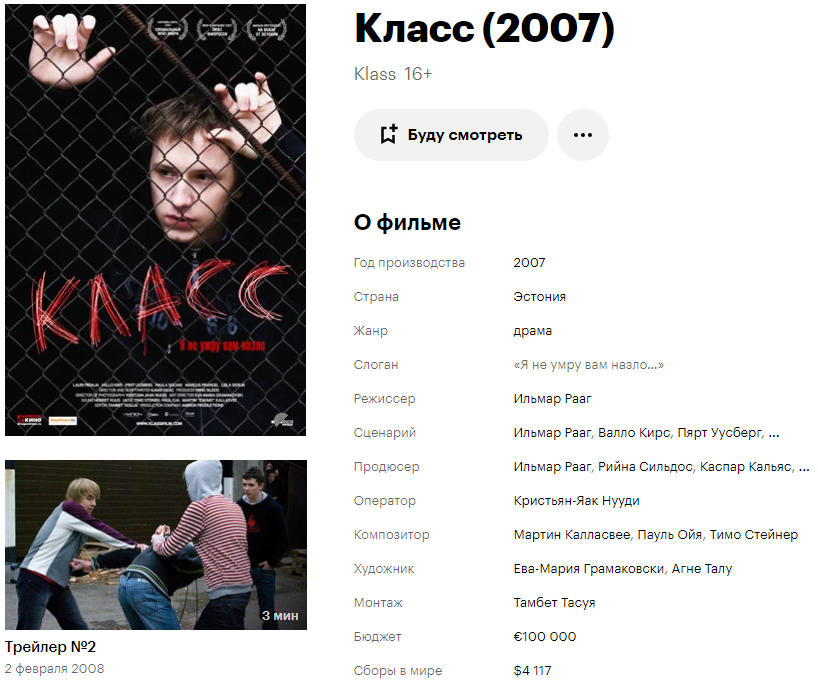 Класс (2007)
Klass 16+
Буду смотреть
О фильме
Год производства 2007
Страна Эстония
Жанр драма
Слоган «Я не умру вам назло...»
Режиссер Ильмар Рааг
Сценарий Ильмар Рааг, Валло Кирс, Пярт Уусберг, ...
Продюсер Ильмар Рааг, Рийна Сильдос, Каспар Кальяс, ...
Оператор Кристьян-Яак Нууди
Композитор Мартин Калласвее, Пауль Ойя, Тимо Стейнер
Художник Ева-Мария Грамаковски, Агне Талу
Монтаж Тамбет Тасуя
Бюджет €100 000
Сборы в мире $4 117
КЛАСС
Я не умру вам назло
WWW.KLASSFILM.COM
3 мин
Трейлер №2
2 февраля 2008